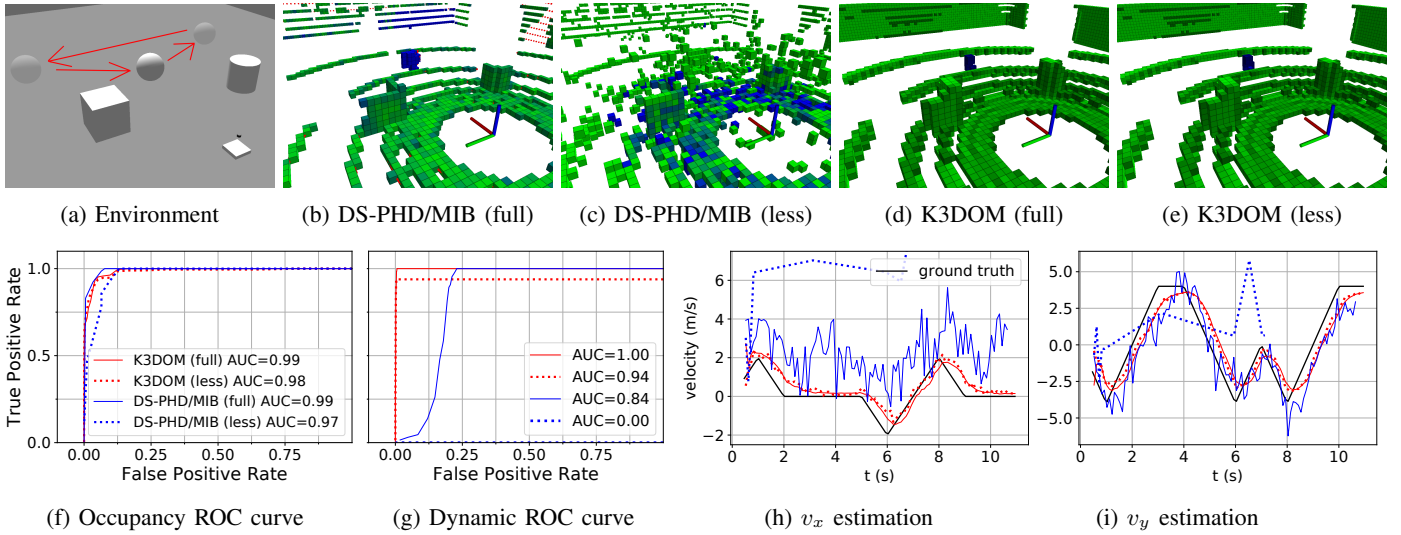 (a) Environment
(b) DS-PHD/MIB (full)
(c) DS-PHD/MIB (less)
(d) K3DOM (full)
(e) K3DOM (less)
True Positive Rate
1.0
0.5
0.0
K3DOM (full) AUC=0.99
K3DOM (less) AUC=0.98
DS-PHD/MIB (full) AUC=0.99
DS-PHD/MIB (less) AUC=0.97
0.00 0.25 0.50 0.75
False Positive Rate
(f) Occupancy ROC curve
AUC=1.00
AUC=0.94
AUC=0.84
AUC=0.00
0.00 0.25 0.50 0.75
False Positive Rate
(g) Dynamic ROC curve
velocity (m/s)
6
4
2
0
−2
ground truth
0 2 4 6 8 10
t (s)
(h) vx estimation
5.0
2.5
0.0
−2.5
−5.0
0 2 4 6 8 10
t (s)
(i) vy estimation